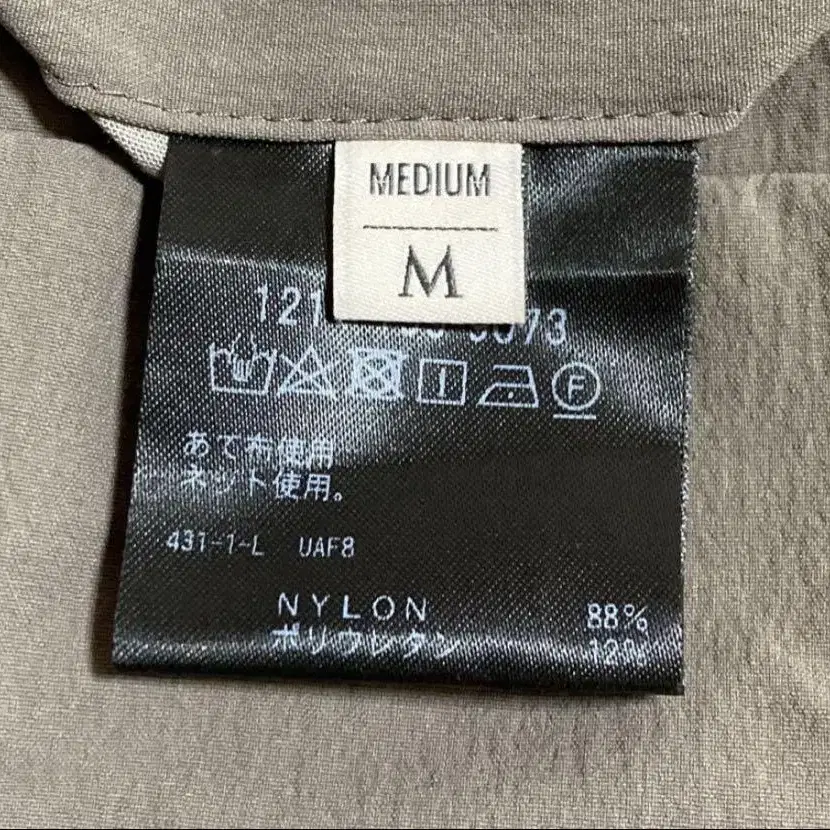 MEDIUM
M
あて布使用
ネット使用。
431-1-L UAF8
NYLON 88%
ポリウレタン 12%